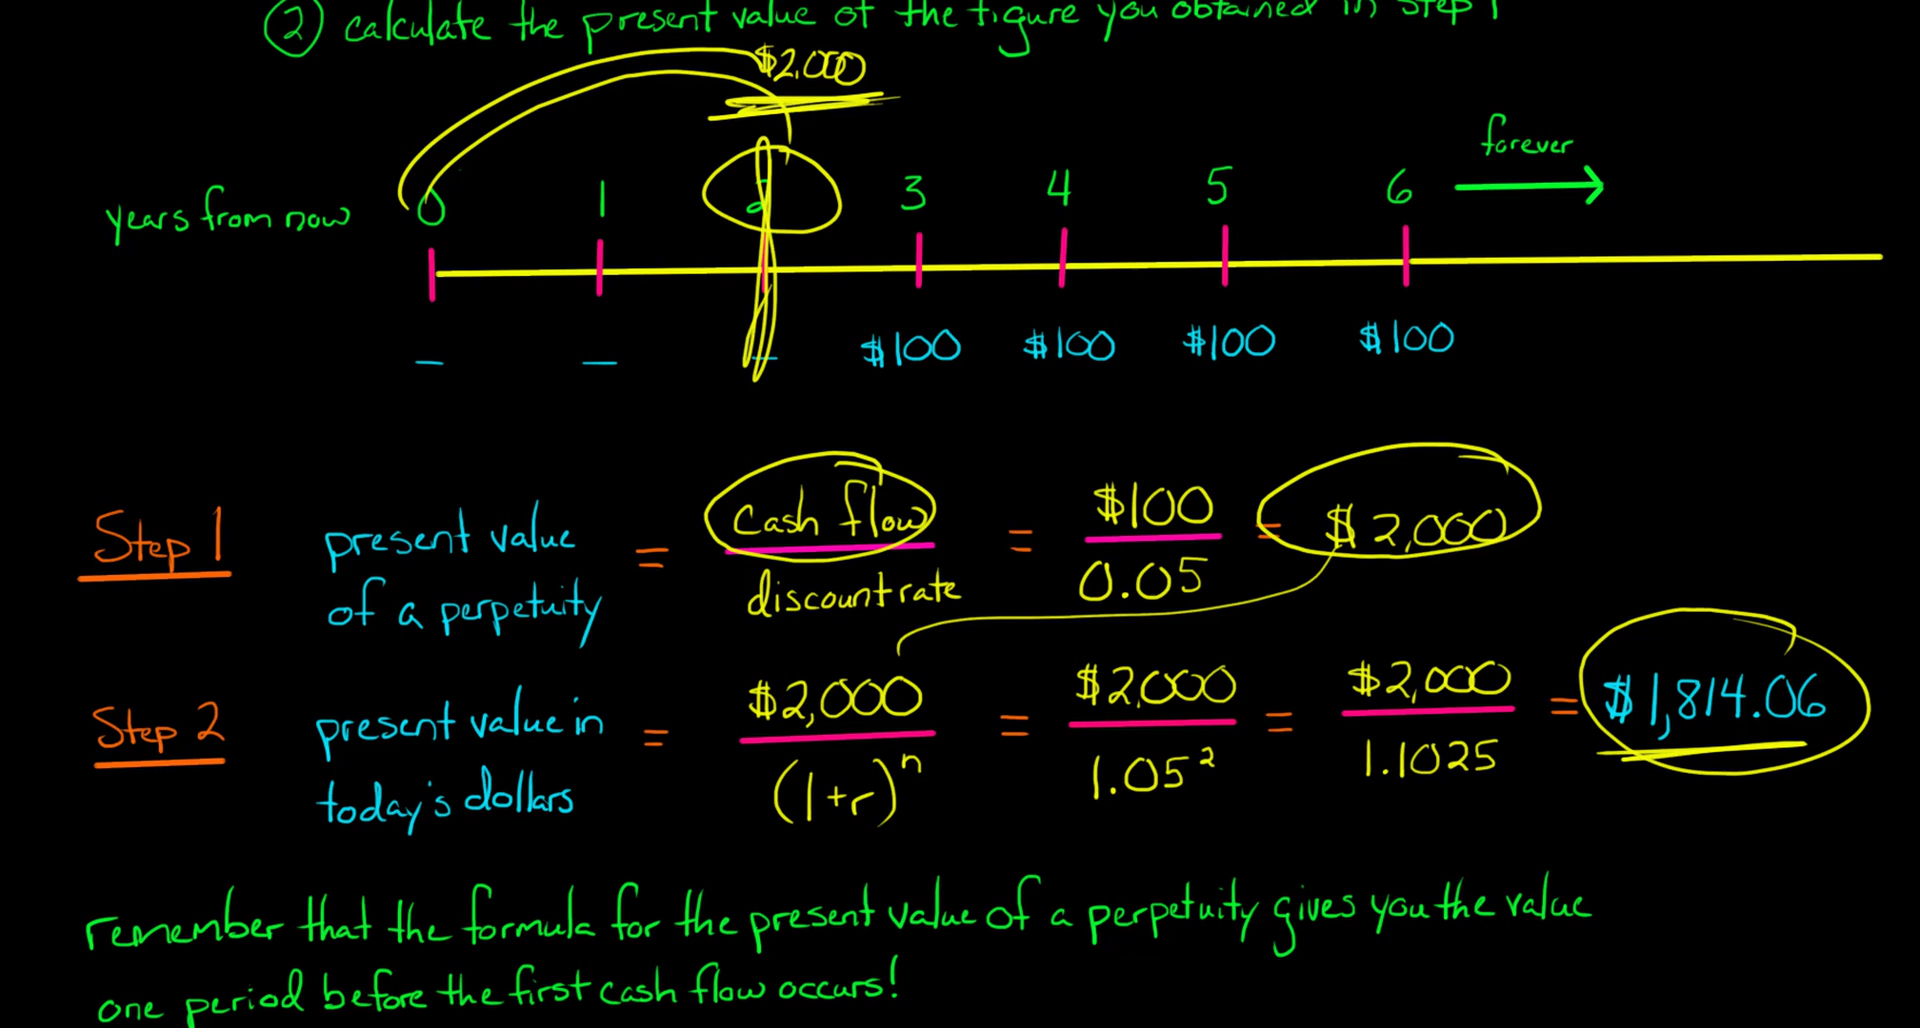 ② calculate the present value of the figure you obtained in Step 1
$2,000
forever
years from now 0 1 2 3 4 5 6
– – – $100 $100 $100 $100
Step 1 present value of a perpetuity = cash flow / discount rate = $100 / 0.05 = $2,000
Step 2 present value in today's dollars = $2,000 / (1+r)ⁿ = $2,000 / 1.05² = $2,000 / 1.1025 = $1,814.06
remember that the formula for the present value of a perpetuity gives you the value
one period before the first cash flow occurs!